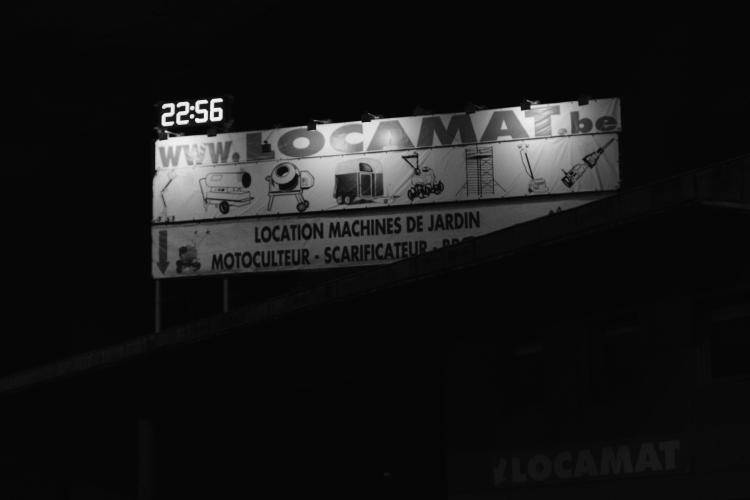 22:56
www.LOCAMAT.be
LOCATION MACHINES DE JARDIN
MOTOCULTEUR - SCARIFICATEUR -
LOCAMAT